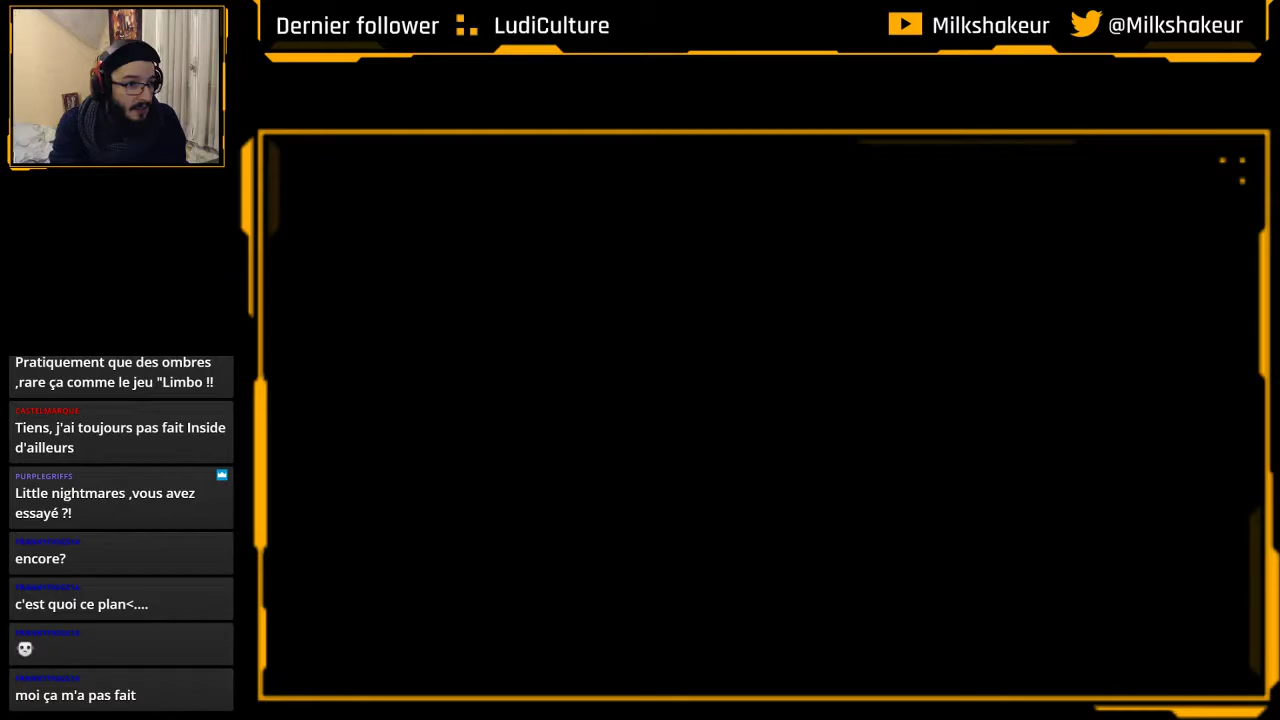 Dernier follower LudiCulture Milkshakeur @Milkshakeur
Pratiquement que des ombres
,rare ça comme le jeu "Limbo !!
CASTELMARQUE
Tiens, j'ai toujours pas fait Inside
d'ailleurs
PURPLEGRIFFS
Little nightmares ,vous avez
essayé ?!
encore?
c'est quoi ce plan<....
moi ça m'a pas fait